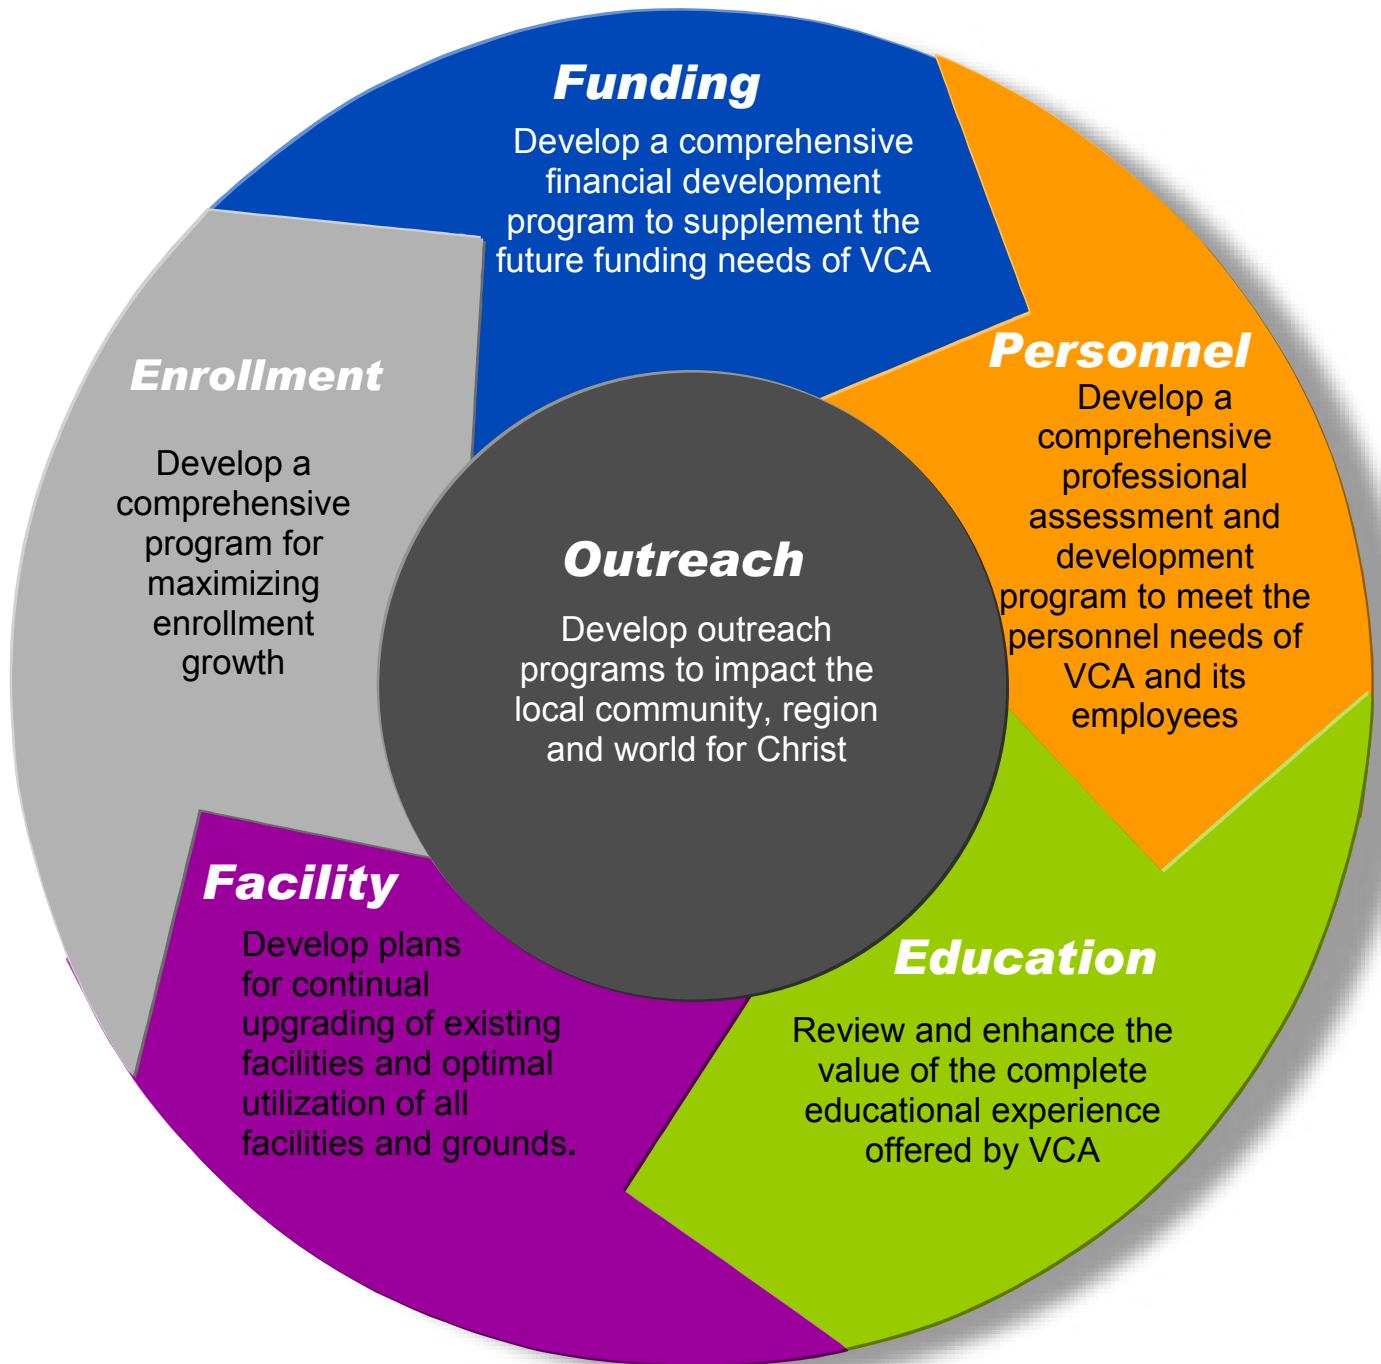 Funding
Develop a comprehensive
financial development
program to supplement the
future funding needs of VCA
Personnel
Develop a
comprehensive
professional
assessment and
development
program to meet the
personnel needs of
VCA and its
employees
Enrollment
Develop a
comprehensive
program for
maximizing
enrollment
growth
Outreach
Develop outreach
programs to impact the
local community, region
and world for Christ
Facility
Develop plans
for continual
upgrading of existing
facilities and optimal
utilization of all
facilities and grounds.
Education
Review and enhance the
value of the complete
educational experience
offered by VCA